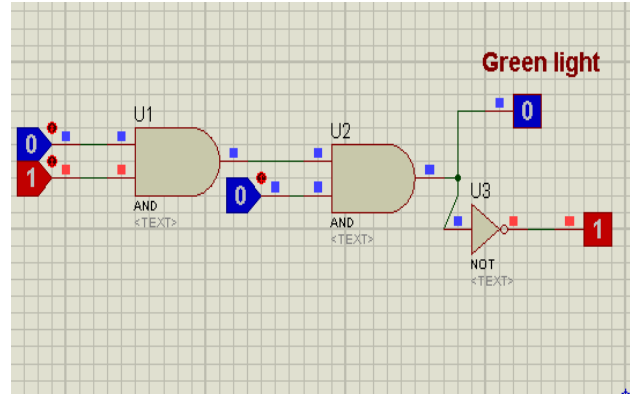 Green light
0
U1
0
1
U2
0
AND
<TEXT>
AND
<TEXT>
U3
1
NOT
<TEXT>